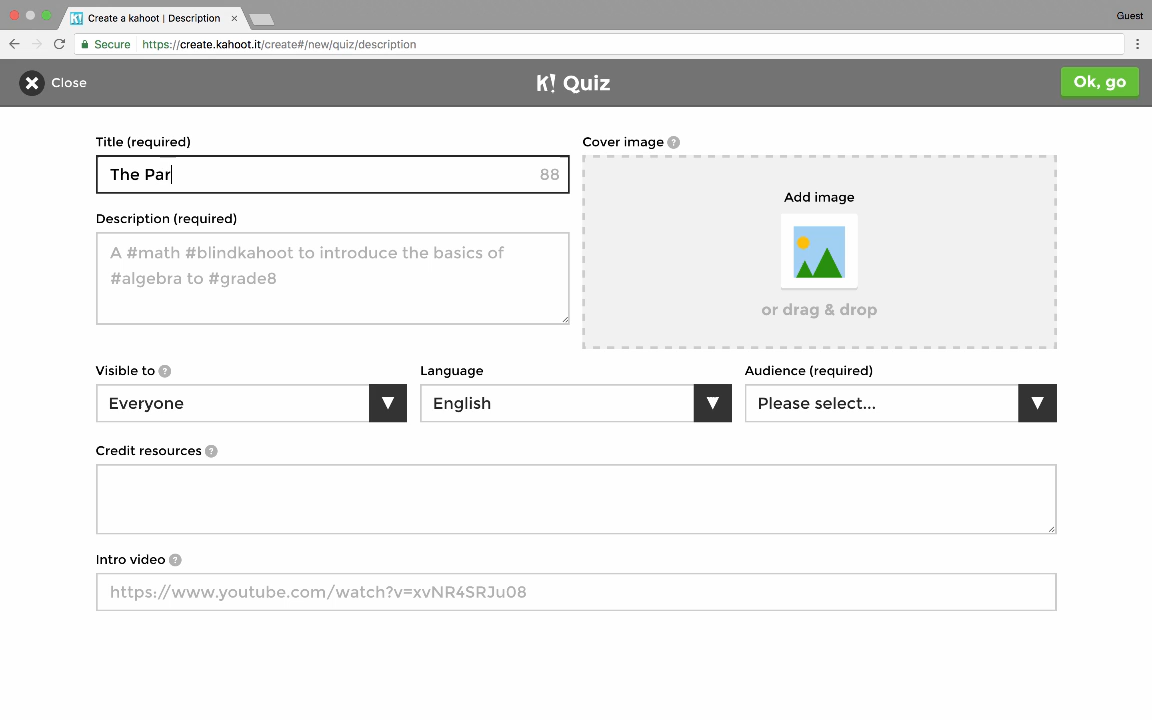 Create a kahoot | Description
Guest
Secure
https://create.kahoot.it/create#/new/quiz/description
Close
K! Quiz
Ok, go
Title (required)
The Par
88
Cover image ?
Add image
or drag & drop
Description (required)
A #math #blindkahoot to introduce the basics of
#algebra to #grade8
Visible to ?
Language
Audience (required)
Everyone
English
Please select...
Credit resources ?
Intro video ?
https://www.youtube.com/watch?v=xvNR4SRJu08